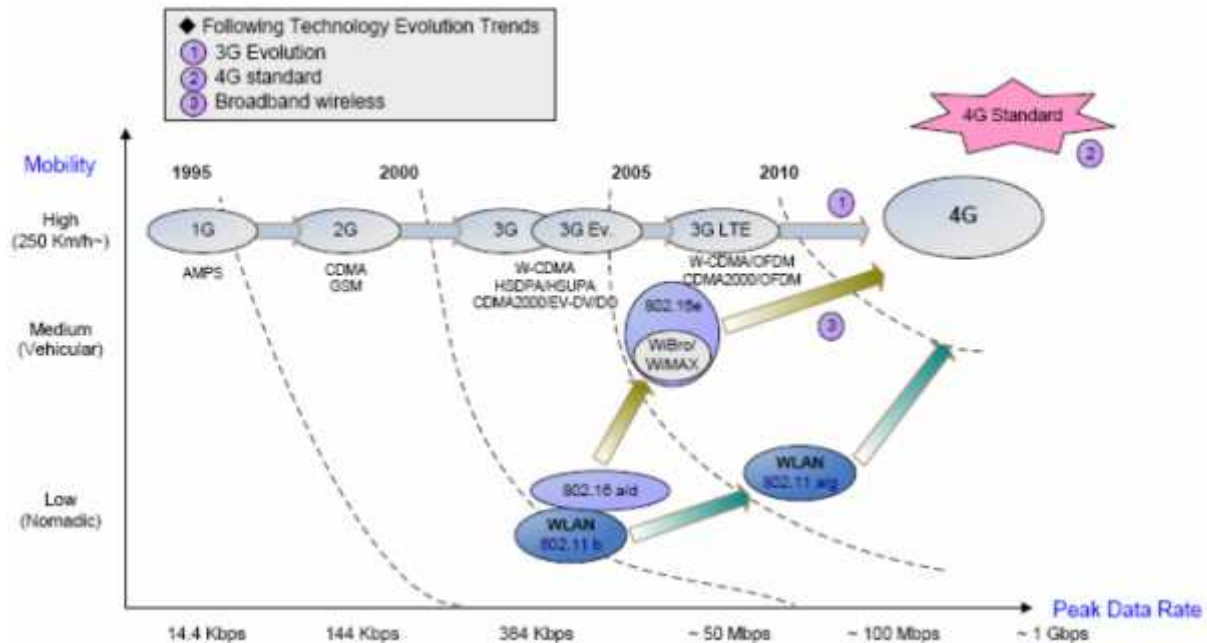 ◆ Following Technology Evolution Trends
1 3G Evolution
2 4G standard
3 Broadband wireless
4G Standard
2
Mobility
1995
2000
2005
2010
1
High
(250 Km/h~)
1G
2G
3G
3G Ev.
3G LTE
4G
AMPS
CDMA
GSM
W-CDMA
HSDPA/HSUPA
CDMA2000/EV-DV/DO
W-CDMA/OFDM
CDMA2000/OFDM
802.16e
3
Medium
(Vehicular)
WiBro/
WiMAX
WLAN
802.11 a/g
802.16 a/d
Low
(Nomadic)
WLAN
802.11 b
Peak Data Rate
14.4 Kbps
144 Kbps
384 Kbps
~ 50 Mbps
~ 100 Mbps
~ 1 Gbps